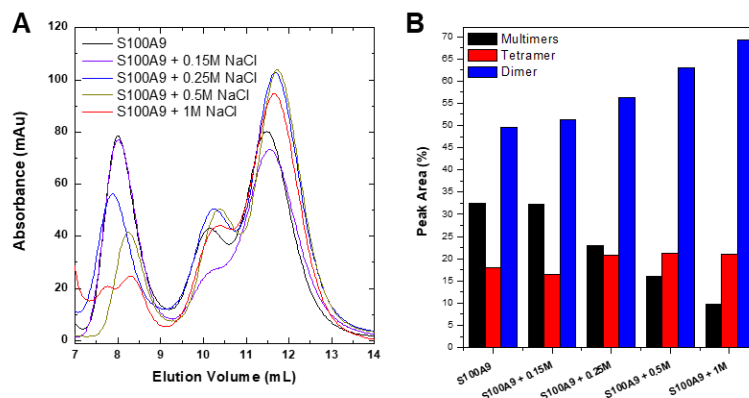 A
S100A9
S100A9 + 0.15M NaCl
S100A9 + 0.25M NaCl
S100A9 + 0.5M NaCl
S100A9 + 1M NaCl
Absorbance (mAu)
120
100
80
60
40
20
0
7 8 9 10 11 12 13 14
Elution Volume (mL)
B
Multimers
Tetramer
Dimer
Peak Area (%)
70
65
60
55
50
45
40
35
30
25
20
15
10
5
0
S100A9
S100A9 + 0.15M
S100A9 + 0.25M
S100A9 + 0.5M
S100A9 + 1M